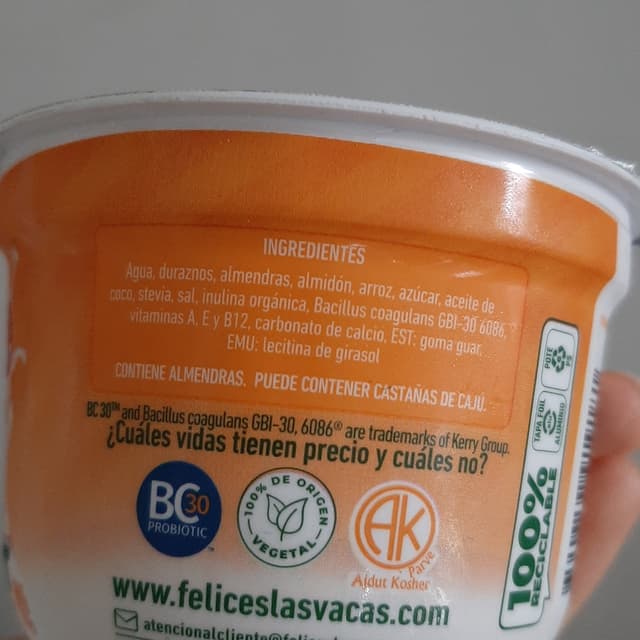 INGREDIENTES
Agua, duraznos, almendras, almidón, arroz, azúcar, aceite de
coco, stevia, sal, inulina orgánica, Bacillus coagulans GBI-30 6086,
vitaminas A, E y B12, carbonato de calcio, EST: goma guar,
EMU: lecitina de girasol
CONTIENE ALMENDRAS. PUEDE CONTENER CASTAÑAS DE CAJÚ.
BC 30™ and Bacillus coagulans GBI-30, 6086® are trademarks of Kerry Group.
¿Cuáles vidas tienen precio y cuáles no?
BC30
PROBIOTIC™
100% DE ORIGEN
VEGETAL
AK
Parve
Ajdut Kosher
100%
RECICLABLE
TAPA FOIL
ALUMINIO
POTE
www.feliceslasvacas.com